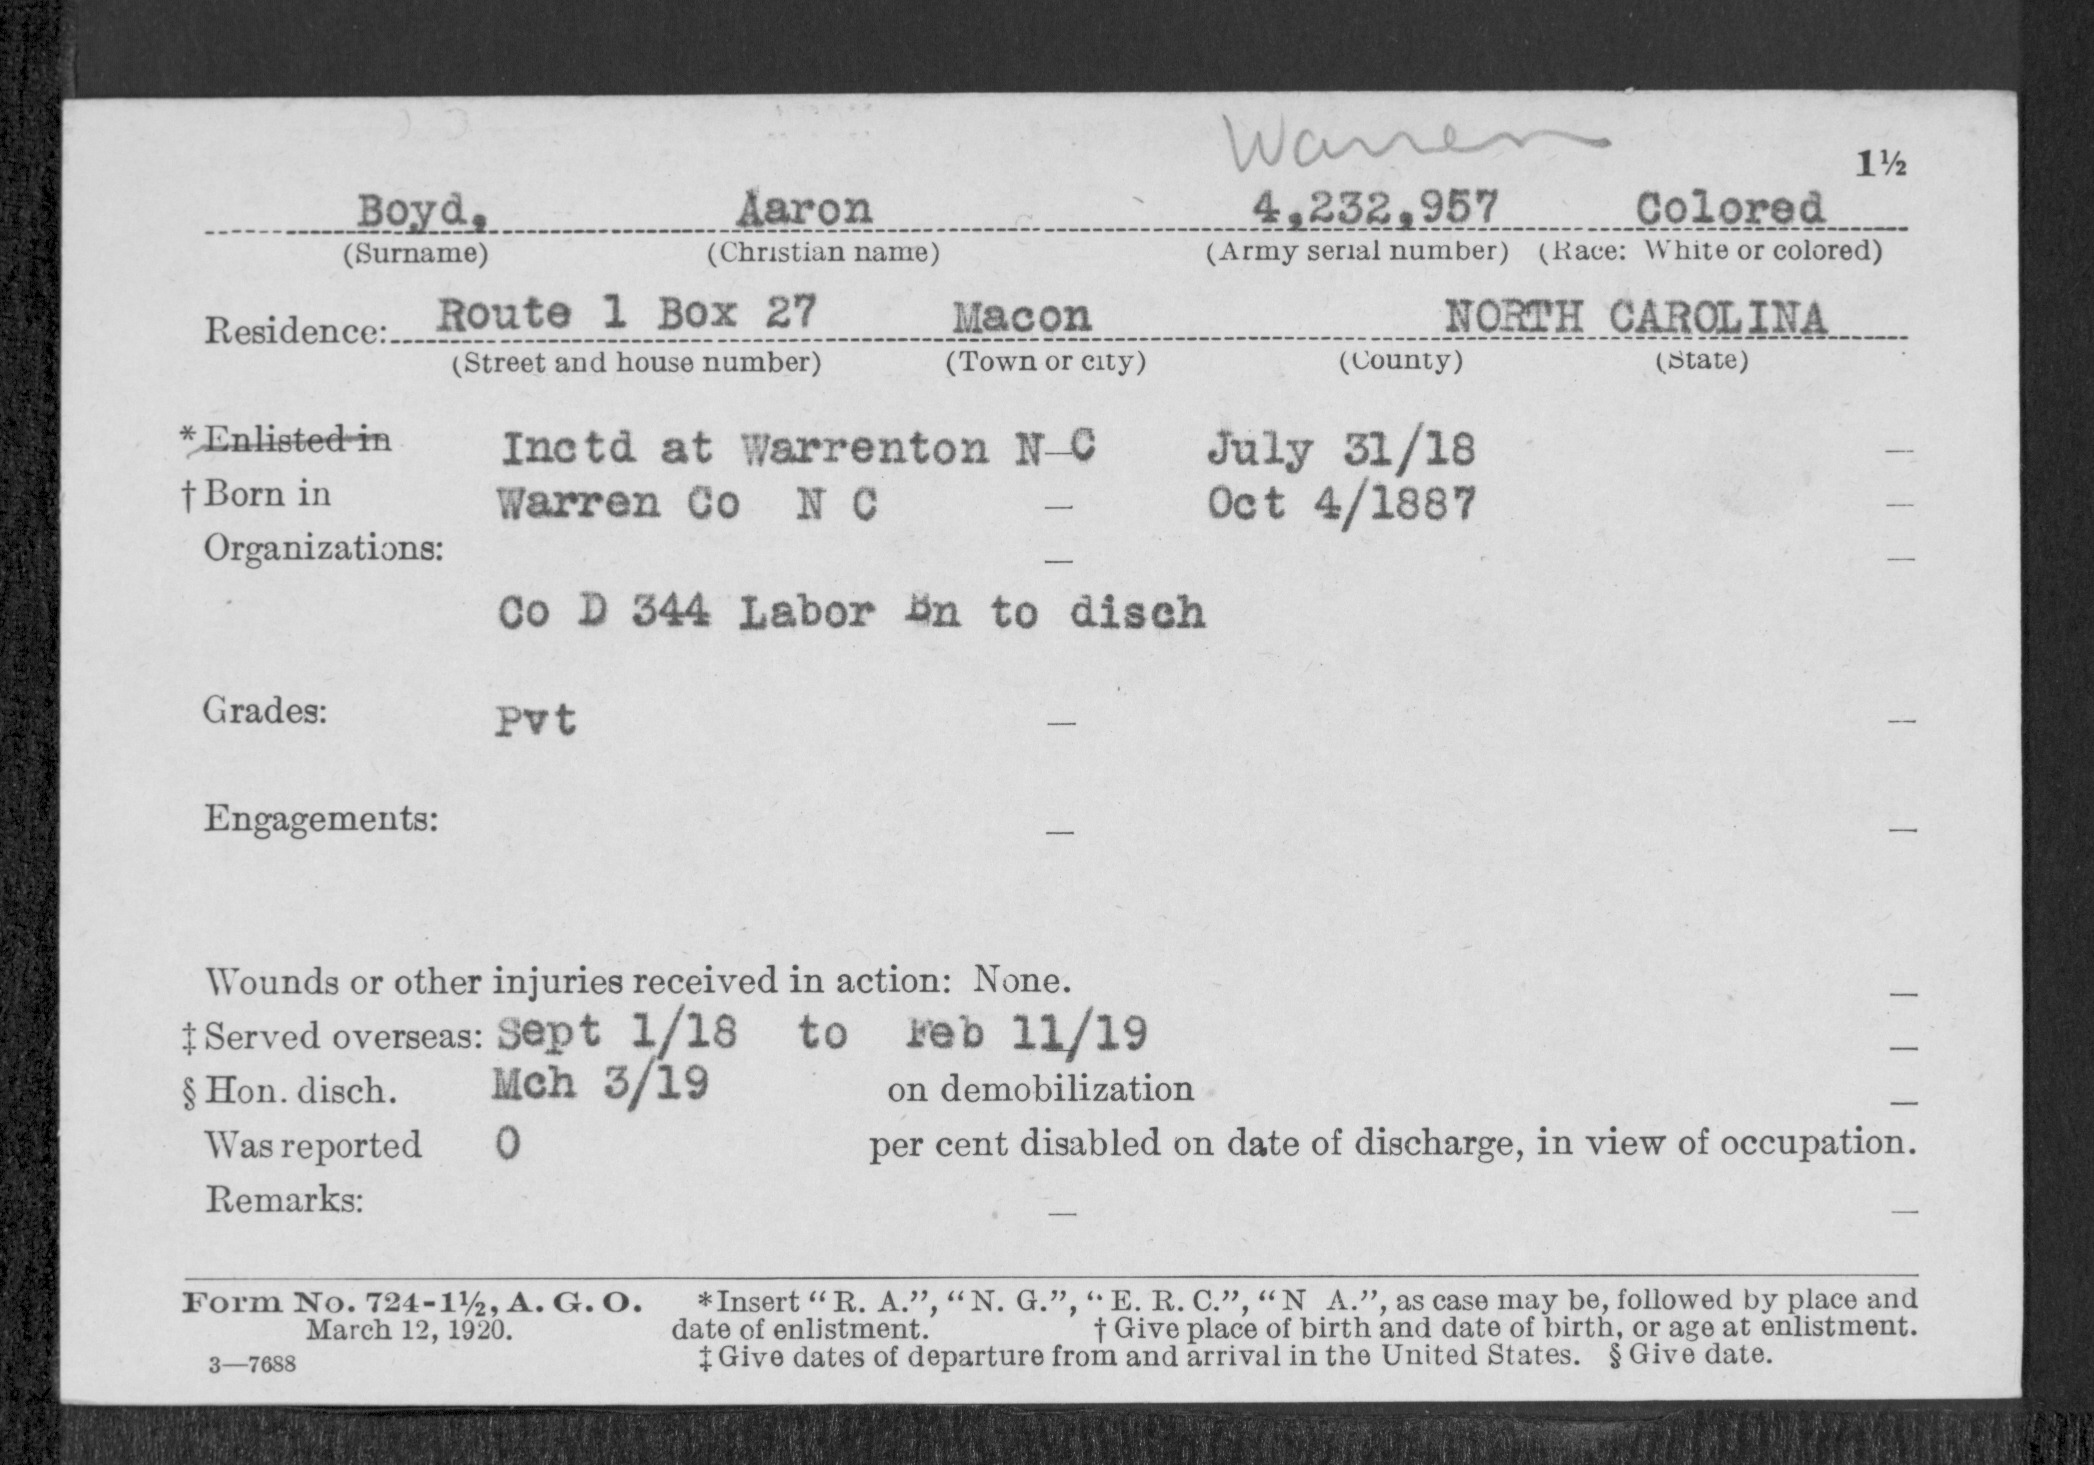 Warren
1½
Boyd, Aaron 4,232,957 Colored
(Surname) (Christian name) (Army serial number) (Race: White or colored)
Residence: Route 1 Box 27 Macon NORTH CAROLINA
(Street and house number) (Town or city) (County) (State)
*Enlisted in Inctd at Warrenton N C July 31/18
†Born in Warren Co N C Oct 4/1887
Organizations:
Co D 344 Labor Bn to disch
Grades: Pvt
Engagements:
Wounds or other injuries received in action: None.
‡Served overseas: Sept 1/18 to Feb 11/19
§Hon. disch. Mch 3/19 on demobilization
Was reported 0 per cent disabled on date of discharge, in view of occupation.
Remarks:
Form No. 724-1½, A. G. O. *Insert "R. A.", "N. G.", "E. R. C.", "N A.", as case may be, followed by place and
March 12, 1920. date of enlistment. †Give place of birth and date of birth, or age at enlistment.
3—7688 ‡Give dates of departure from and arrival in the United States. §Give date.